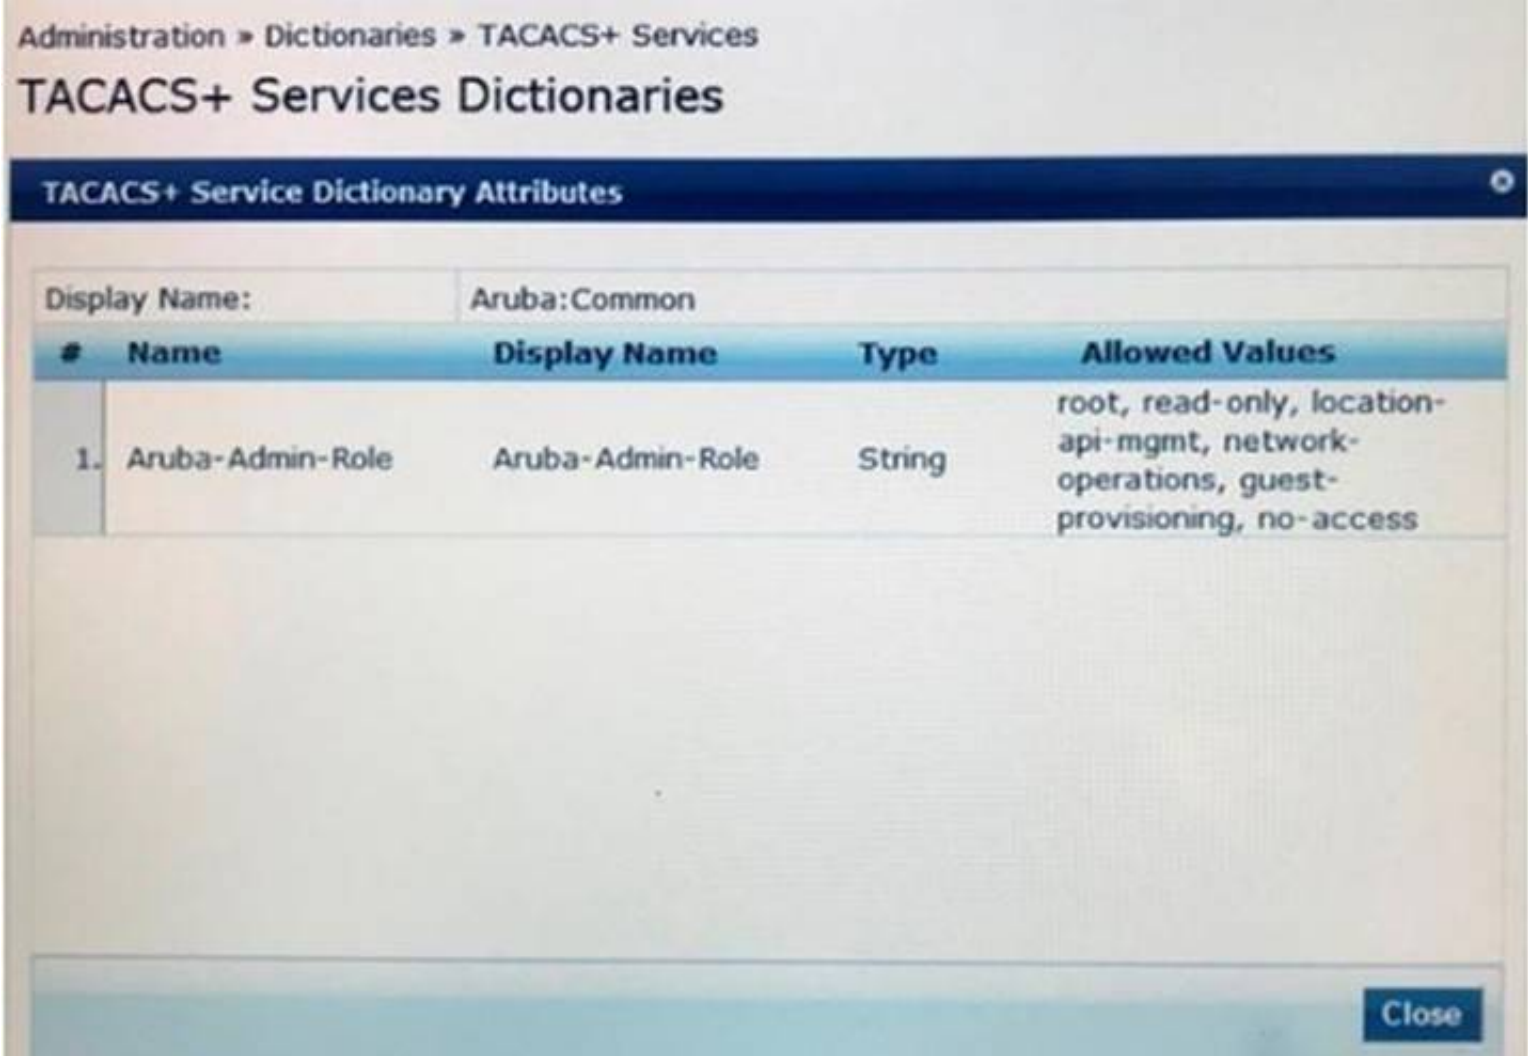 Administration » Dictionaries » TACACS+ Services
TACACS+ Services Dictionaries
TACACS+ Service Dictionary Attributes
Display Name: Aruba:Common
# Name Display Name Type Allowed Values
1. Aruba-Admin-Role Aruba-Admin-Role String root, read-only, location-
api-mgmt, network-
operations, guest-
provisioning, no-access
Close